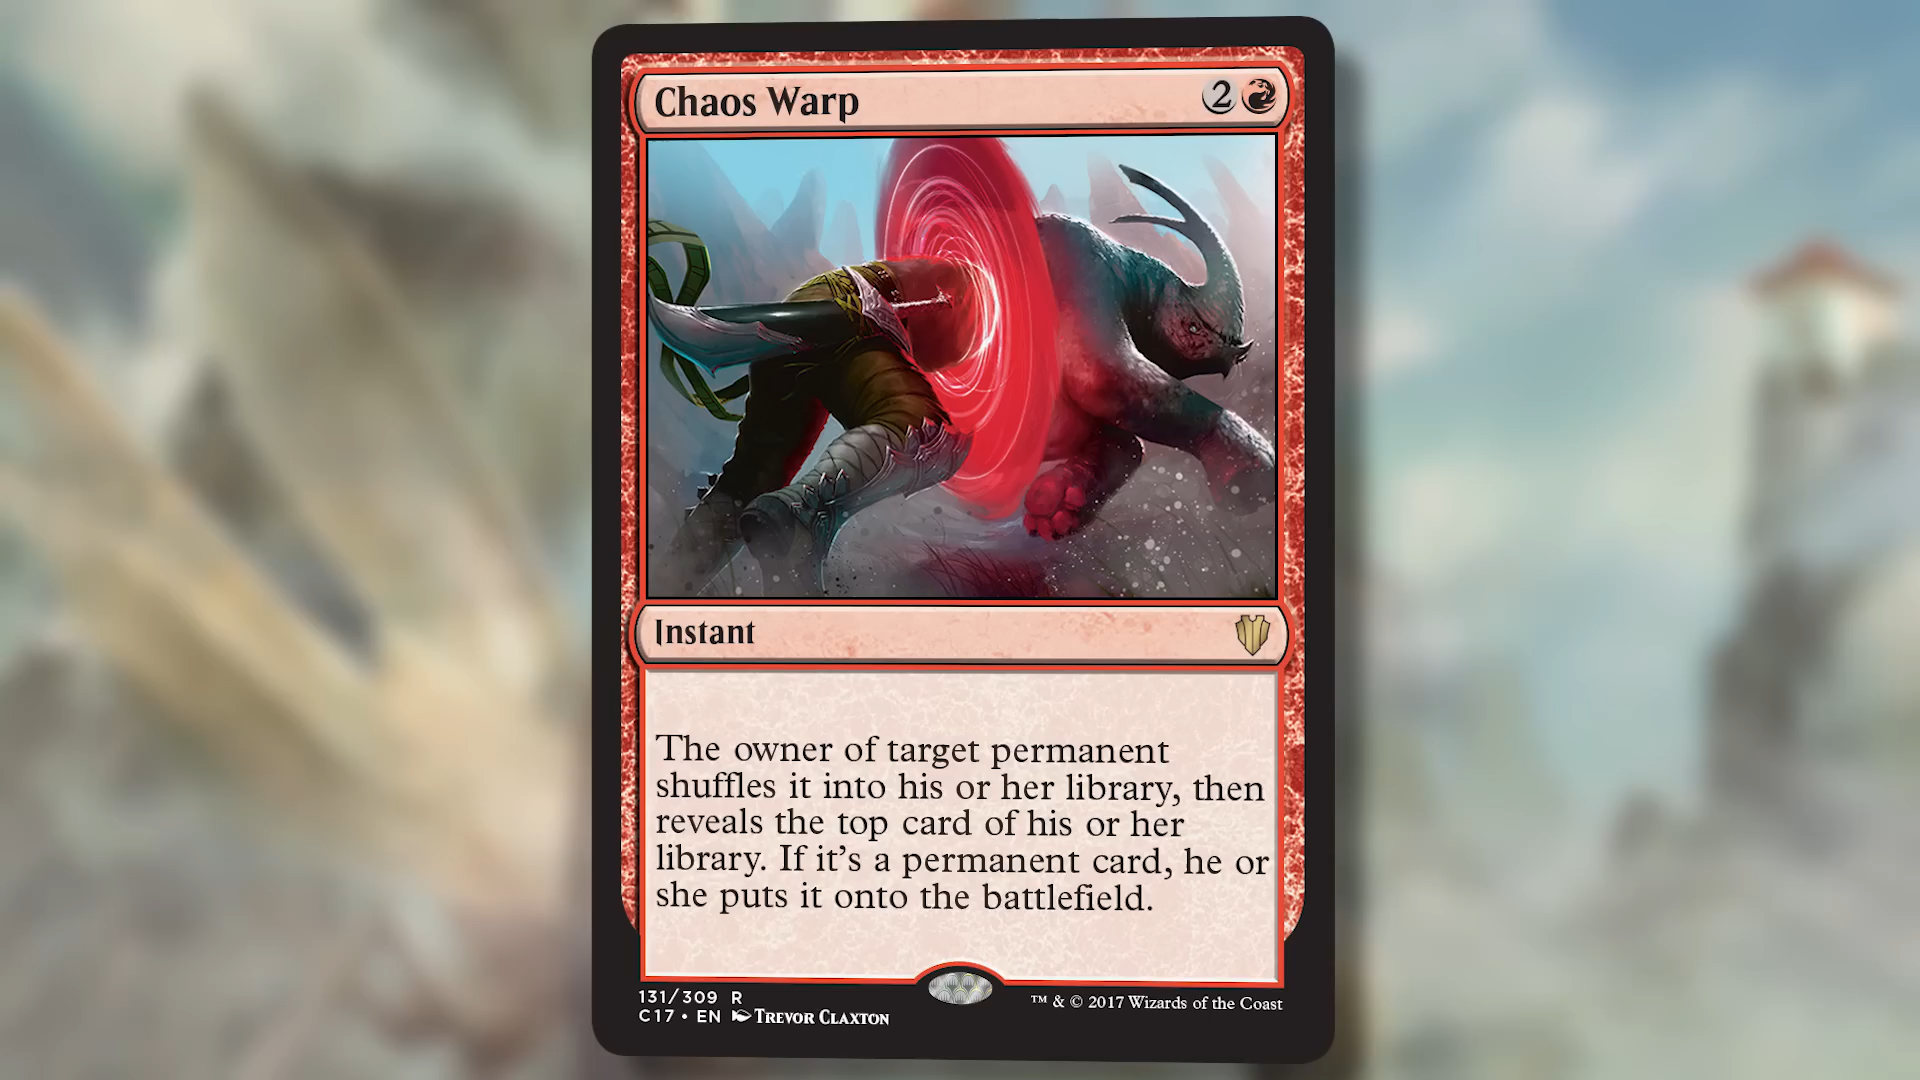 Chaos Warp
2
Instant
The owner of target permanent
shuffles it into his or her library, then
reveals the top card of his or her
library. If it's a permanent card, he or
she puts it onto the battlefield.
131/309 R
C17 • EN Trevor Claxton
™ & © 2017 Wizards of the Coast